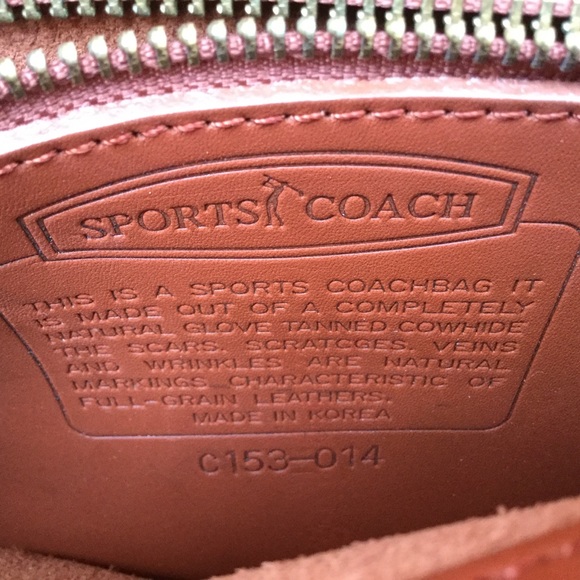 SPORTS COACH
THIS IS A SPORTS COACHBAG IT
IS MADE OUT OF A COMPLETELY
NATURAL GLOVE TANNED COWHIDE
THE SCARS. SCRATCGES. VEINS
AND WRINKLES ARE NATURAL
MARKINGS CHARACTERISTIC OF
FULL-GRAIN LEATHERS.
MADE IN KOREA
C153-014